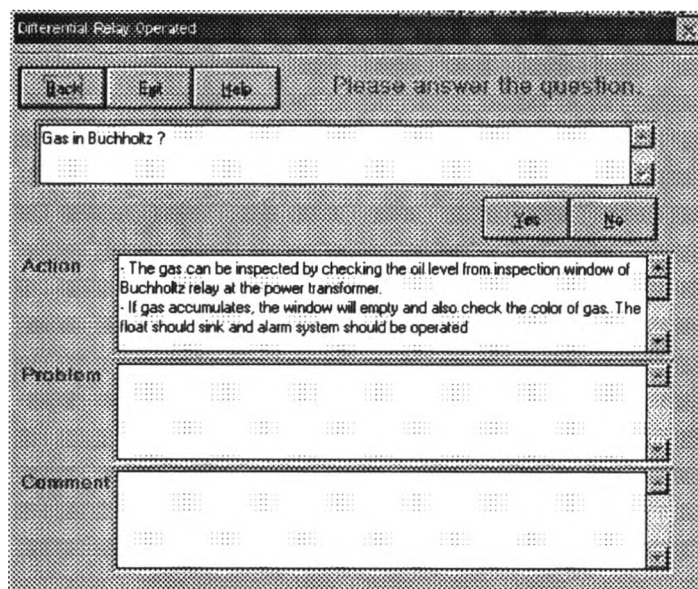 Differential Relay Operated
Back Exit Help Please answer the question.
Gas in Buchholtz ?
Yes No
Action
- The gas can be inspected by checking the oil level from inspection window of
Buchholtz relay at the power transformer.
- If gas accumulates, the window will empty and also check the color of gas. The
float should sink and alarm system should be operated
Problem
Comment